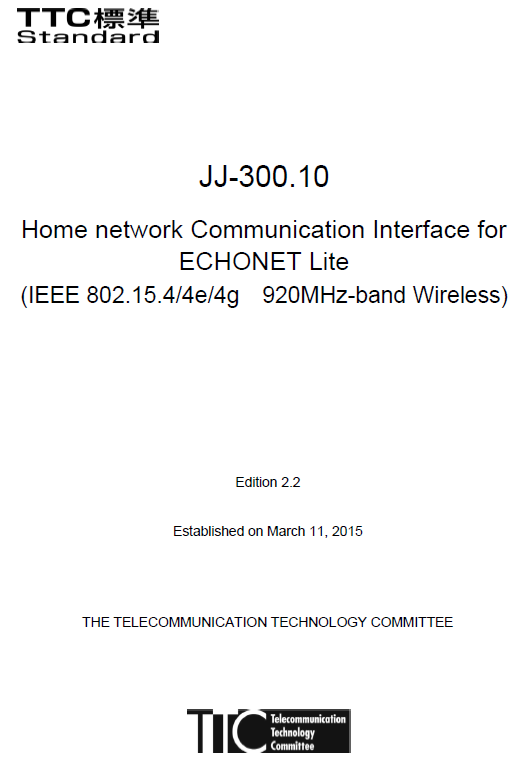 TTC標準
Standard
JJ-300.10
Home network Communication Interface for
ECHONET Lite
(IEEE 802.15.4/4e/4g 920MHz-band Wireless)
Edition 2.2
Established on March 11, 2015
THE TELECOMMUNICATION TECHNOLOGY COMMITTEE
TTC Telecommunication
Technology
Committee